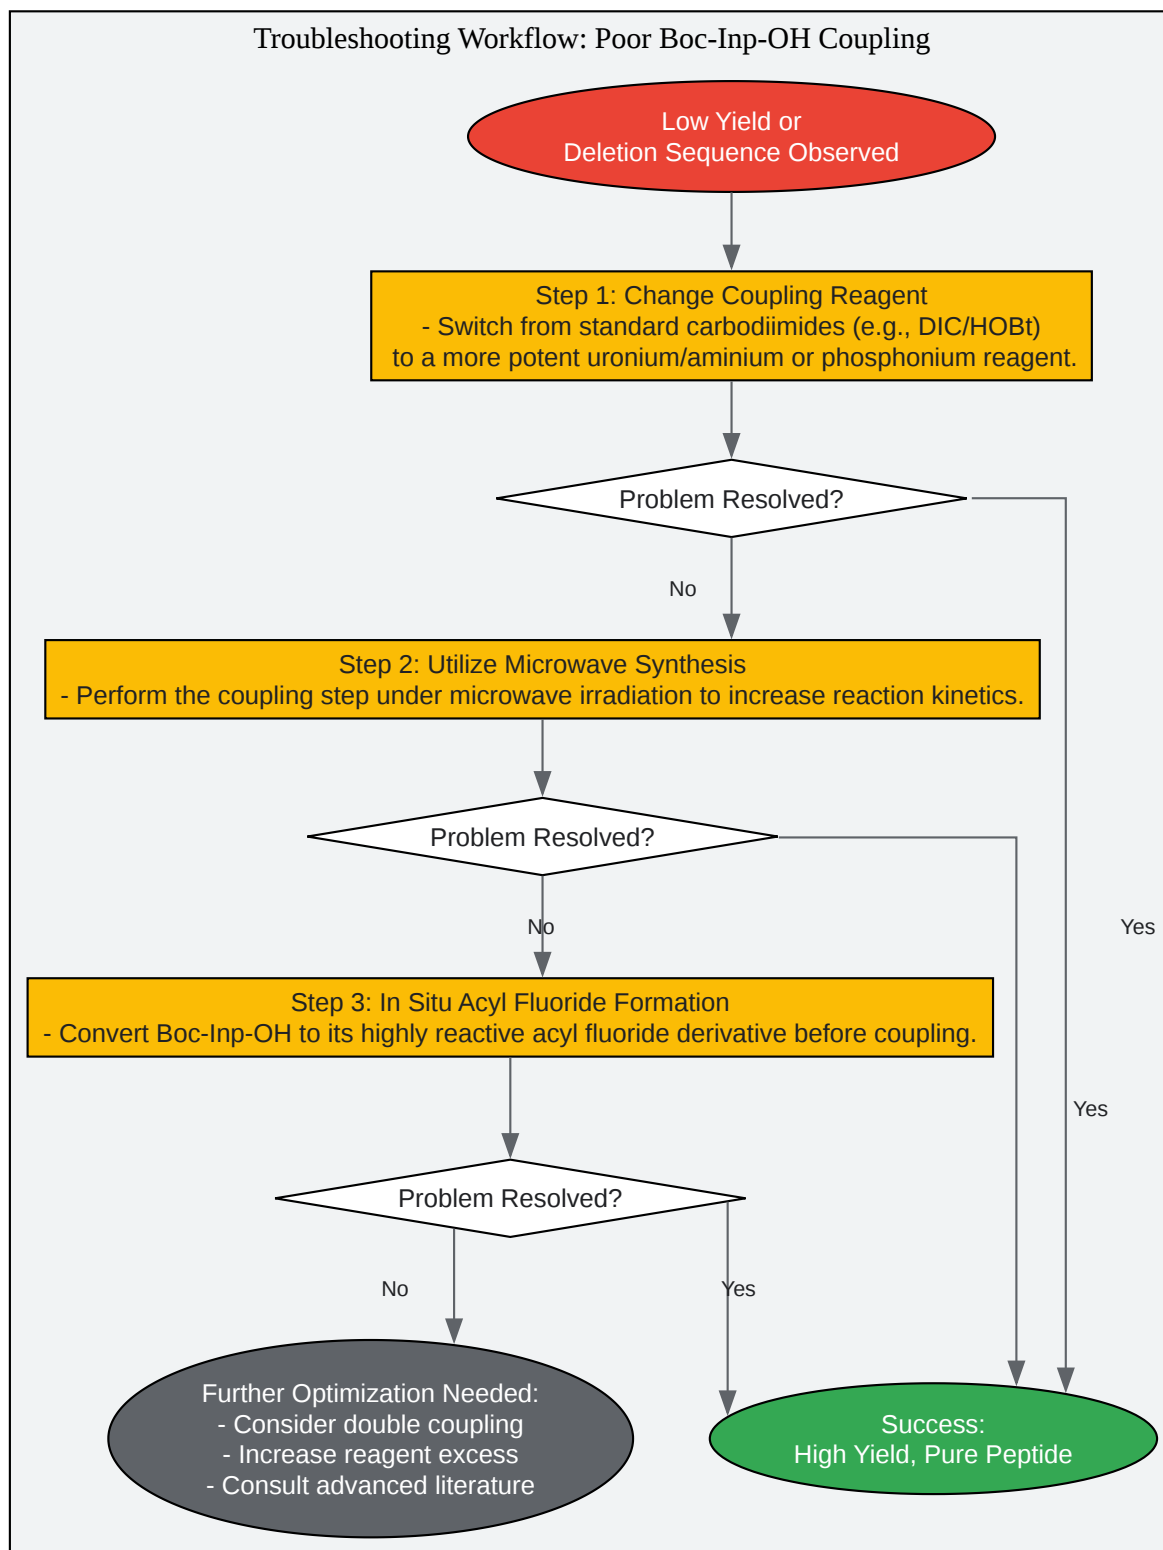 Troubleshooting Workflow: Poor Boc-Inp-OH Coupling
Low Yield or
Deletion Sequence Observed
Step 1: Change Coupling Reagent
- Switch from standard carbodiimides (e.g., DIC/HOBt)
to a more potent uronium/aminium or phosphonium reagent.
Problem Resolved?
No
Step 2: Utilize Microwave Synthesis
- Perform the coupling step under microwave irradiation to increase reaction kinetics.
Problem Resolved?
No
Yes
Step 3: In Situ Acyl Fluoride Formation
- Convert Boc-Inp-OH to its highly reactive acyl fluoride derivative before coupling.
Yes
Problem Resolved?
No
Yes
Further Optimization Needed:
- Consider double coupling
- Increase reagent excess
- Consult advanced literature
Success:
High Yield, Pure Peptide